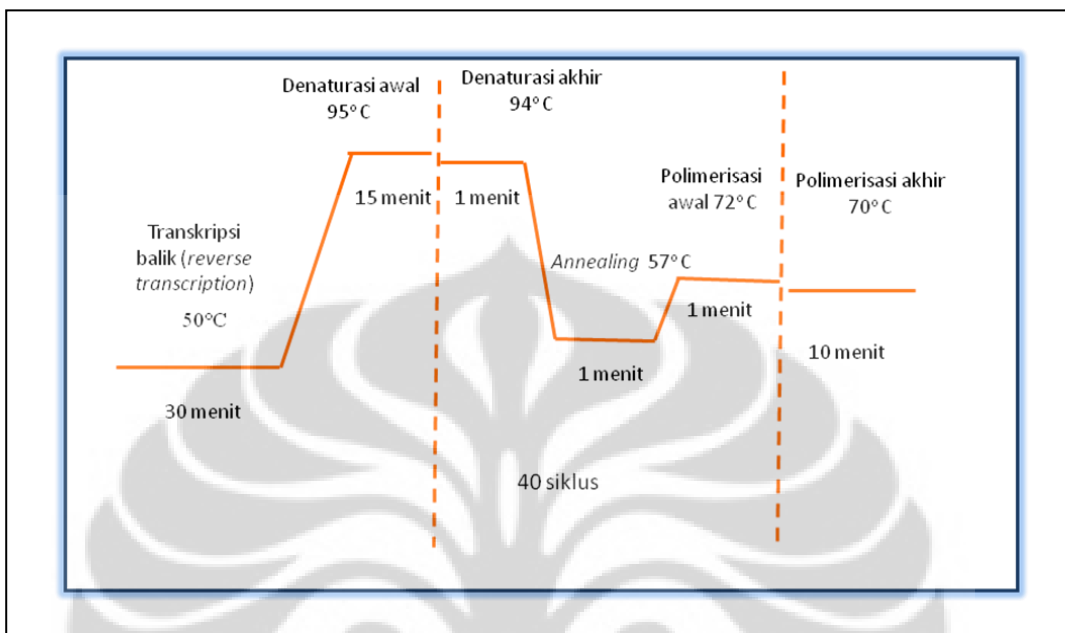 Denaturasi awal
95°C
Denaturasi akhir
94°C
15 menit
1 menit
Transkripsi
balik (reverse
transcription)
50°C
30 menit
Annealing 57°C
1 menit
Polimerisasi
awal 72°C
1 menit
Polimerisasi akhir
70°C
10 menit
40 siklus